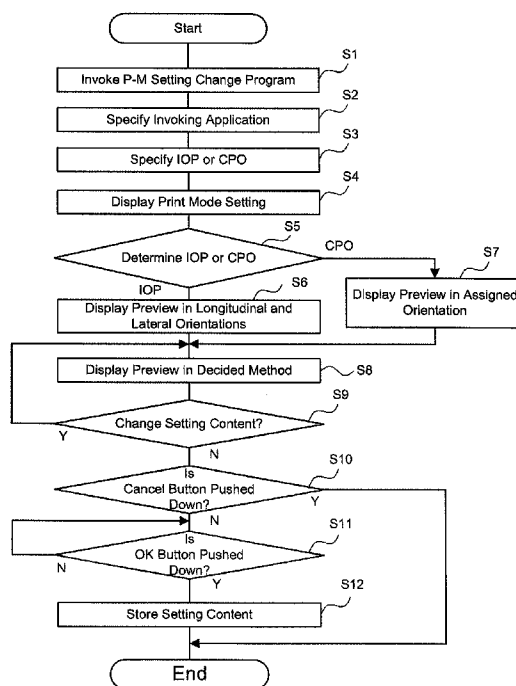 Start
S1
Invoke P-M Setting Change Program
S2
Specify Invoking Application
S3
Specify IOP or CPO
S4
Display Print Mode Setting
S5
Determine IOP or CPO
CPO
S7
Display Preview in Assigned
Orientation
IOP
S6
Display Preview in Longitudinal and
Lateral Orientations
Display Preview in Decided Method
S8
S9
Change Setting Content?
Y
N
S10
Is
Cancel Button Pushed
Down?
Y
N
S11
Is
OK Button Pushed
Down?
N
Y
S12
Store Setting Content
End